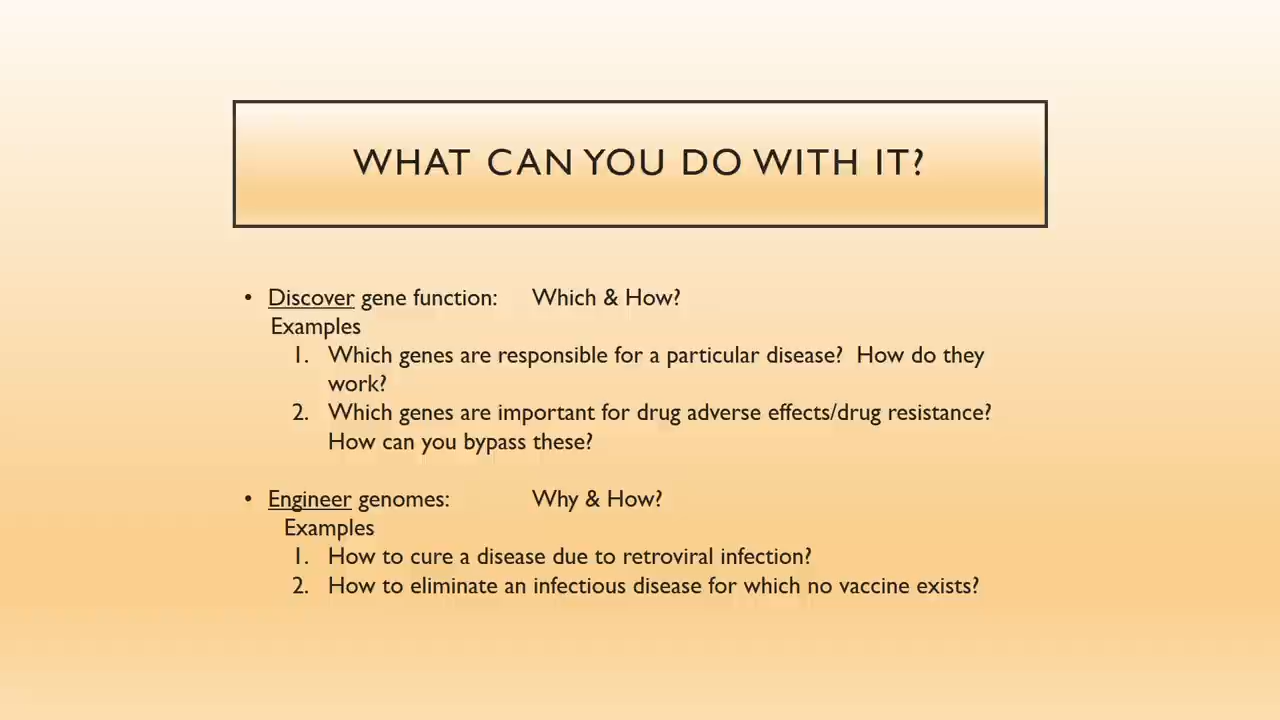 WHAT CAN YOU DO WITH IT?
• Discover gene function: Which & How?
Examples
1. Which genes are responsible for a particular disease? How do they
work?
2. Which genes are important for drug adverse effects/drug resistance?
How can you bypass these?
• Engineer genomes: Why & How?
Examples
1. How to cure a disease due to retroviral infection?
2. How to eliminate an infectious disease for which no vaccine exists?